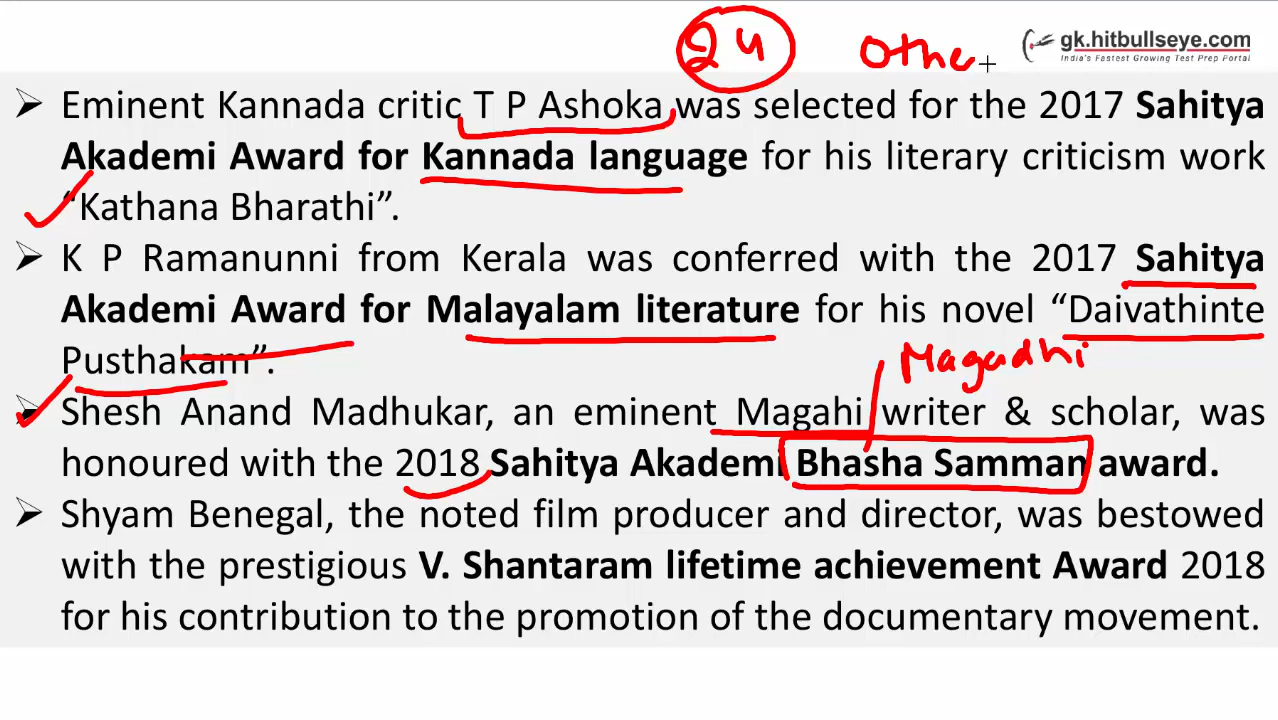 24 Othe
gk.hitbullseye.com
India's Fastest Growing Test Prep Portal
➢ Eminent Kannada critic T P Ashoka was selected for the 2017 Sahitya
Akademi Award for Kannada language for his literary criticism work
“Kathana Bharathi”.
➢ K P Ramanunni from Kerala was conferred with the 2017 Sahitya
Akademi Award for Malayalam literature for his novel “Daivathinte
Pusthakam”.
Magadhi
➢ Shesh Anand Madhukar, an eminent Magahi writer & scholar, was
honoured with the 2018 Sahitya Akademi Bhasha Samman award.
➢ Shyam Benegal, the noted film producer and director, was bestowed
with the prestigious V. Shantaram lifetime achievement Award 2018
for his contribution to the promotion of the documentary movement.